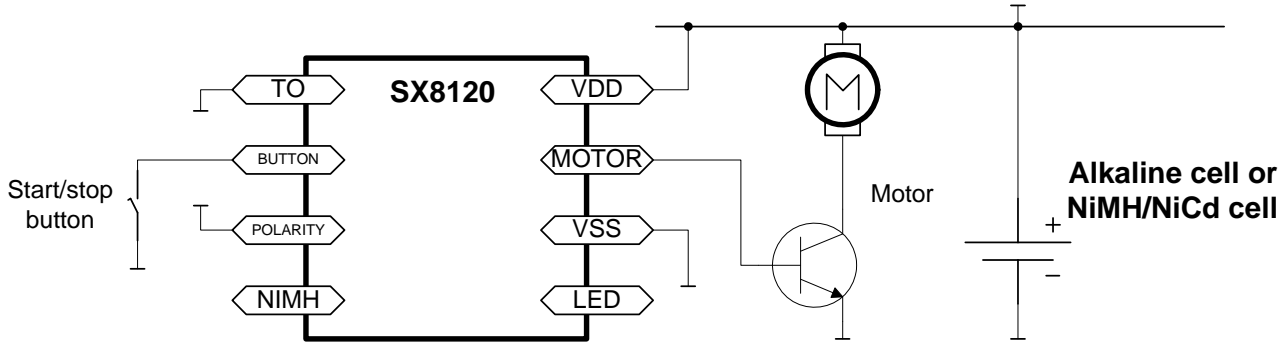 SX8120
TO
VDD
BUTTON
MOTOR
POLARITY
VSS
NIMH
LED
Start/stop
button
M
Motor
Alkaline cell or
NiMH/NiCd cell
+
−